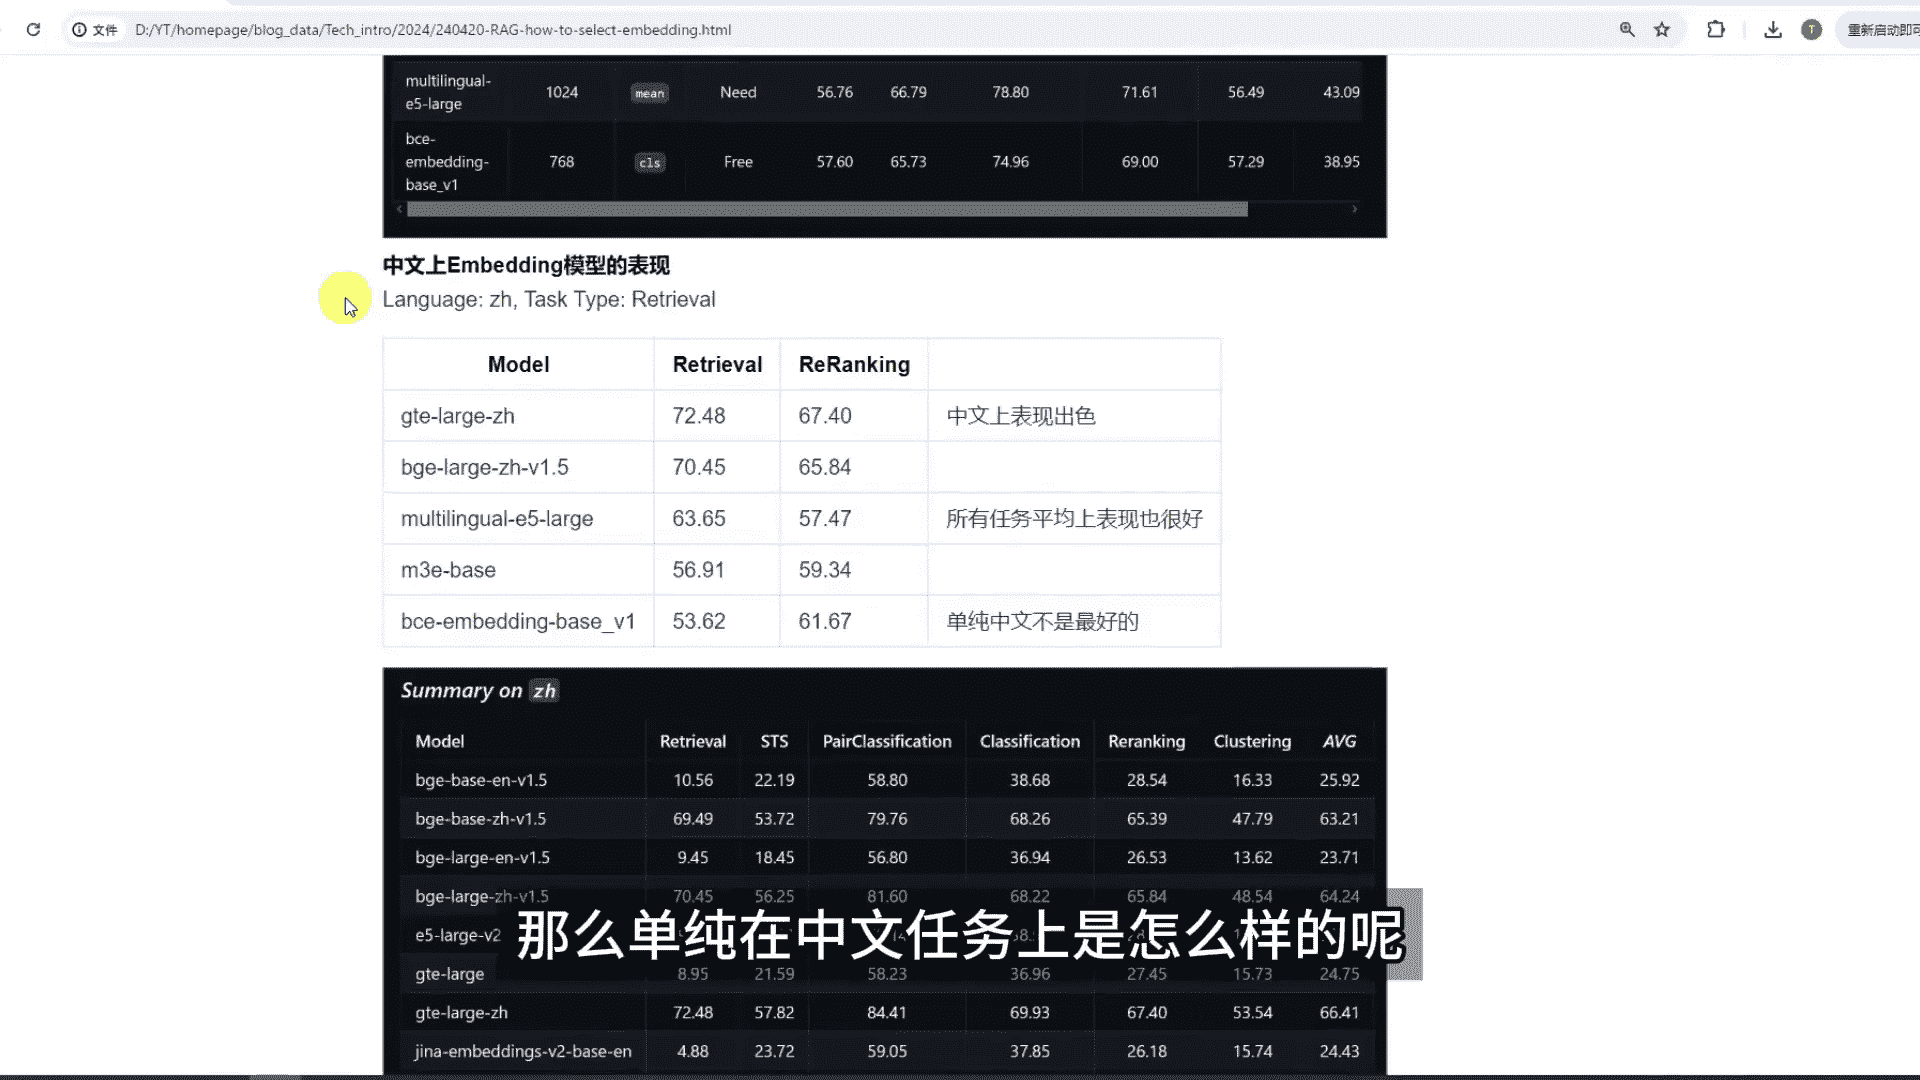 文件 D:/YT/homepage/blog_data/Tech_intro/2024/240420-RAG-how-to-select-embedding.html T
multilingual-e5-large 1024 mean Need 56.76 66.79 78.80 71.61 56.49 43.09
bce-embedding-base_v1 768 cls Free 57.60 65.73 74.96 69.00 57.29 38.95
中文上Embedding模型的表现
Language: zh, Task Type: Retrieval
Model Retrieval ReRanking
gte-large-zh 72.48 67.40 中文上表现出色
bge-large-zh-v1.5 70.45 65.84
multilingual-e5-large 63.65 57.47 所有任务平均上表现也很好
m3e-base 56.91 59.34
bce-embedding-base_v1 53.62 61.67 单纯中文不是最好的
Summary on zh
Model Retrieval STS PairClassification Classification Reranking Clustering AVG
bge-base-en-v1.5 10.56 22.19 58.80 38.68 28.54 16.33 25.92
bge-base-zh-v1.5 69.49 53.72 79.76 68.26 65.39 47.79 63.21
bge-large-en-v1.5 9.45 18.45 56.80 36.94 26.53 13.62 23.71
bge-large-zh-v1.5 70.45 56.25 81.60 68.22 65.84 48.54 64.24
e5-large-v2
那么单纯在中文任务上是怎么样的呢
gte-large 8.95 21.59 58.23 36.96 27.45 15.73 24.75
gte-large-zh 72.48 57.82 84.41 69.93 67.40 53.54 66.41
jina-embeddings-v2-base-en 4.88 23.72 59.05 37.85 26.18 15.74 24.43